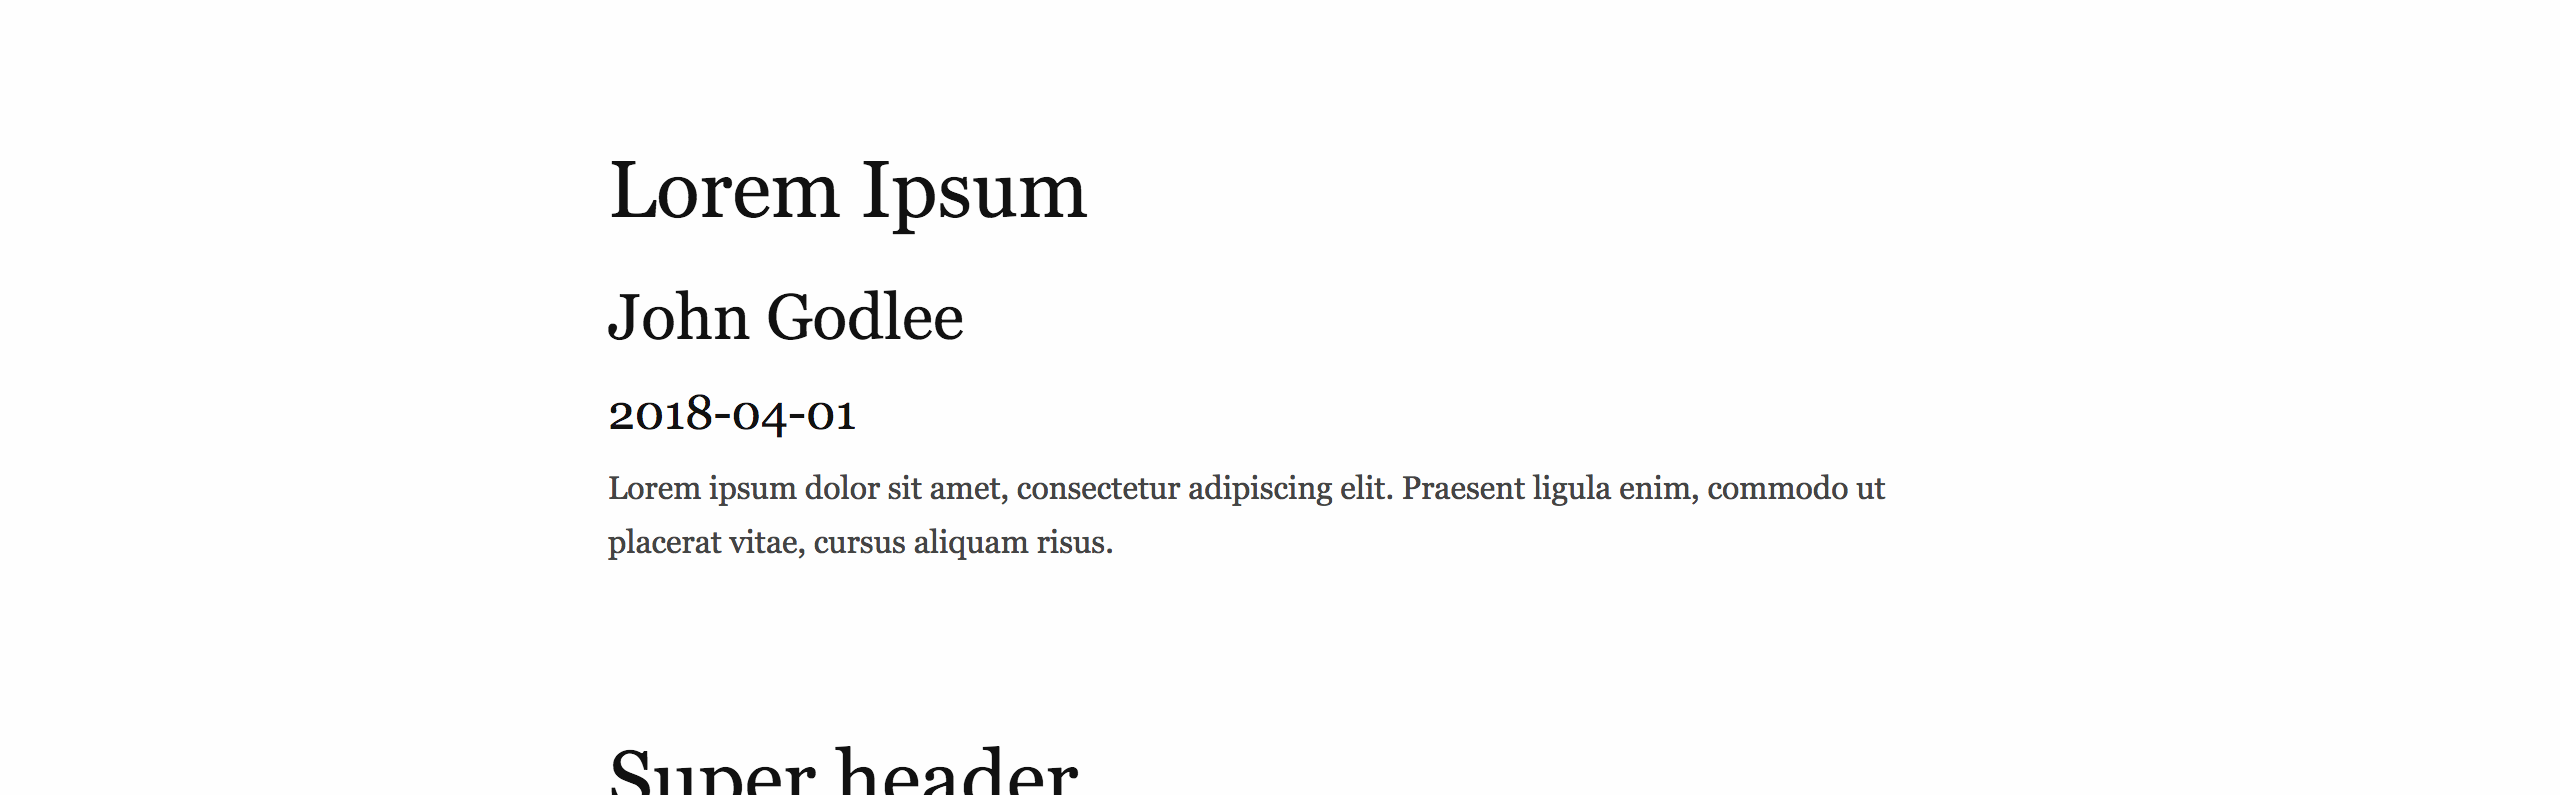 Lorem Ipsum
John Godlee
2018-04-01
Lorem ipsum dolor sit amet, consectetur adipiscing elit. Praesent ligula enim, commodo ut
placerat vitae, cursus aliquam risus.
Super header